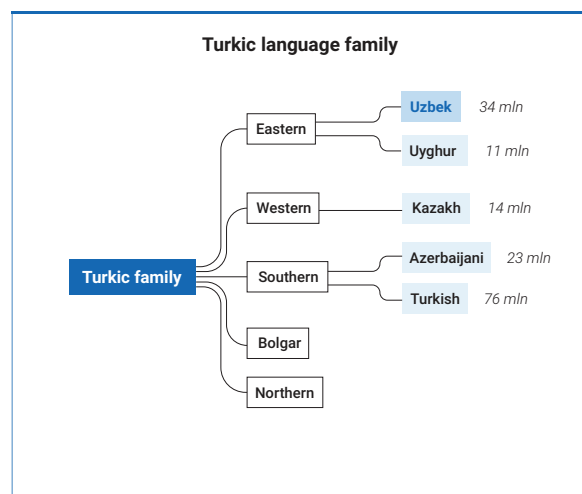 Turkic language family
Uzbek 34 mln
Eastern
Uyghur 11 mln
Western Kazakh 14 mln
Azerbaijani 23 mln
Turkic family Southern
Turkish 76 mln
Bolgar
Northern